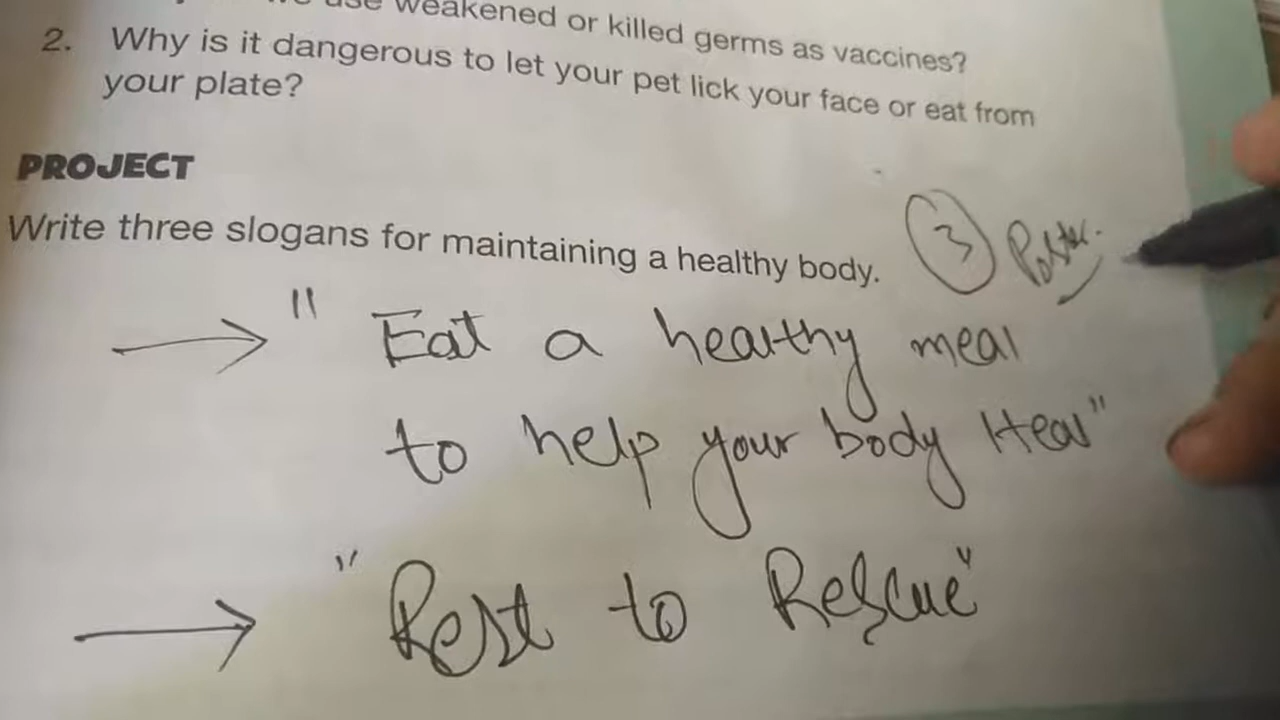 use weakened or killed germs as vaccines?
2. Why is it dangerous to let your pet lick your face or eat from
your plate?
PROJECT
Write three slogans for maintaining a healthy body.
3 Poster.
→ " Eat a healthy meal
to help your body Heal"
→ "Rest to Rescue"